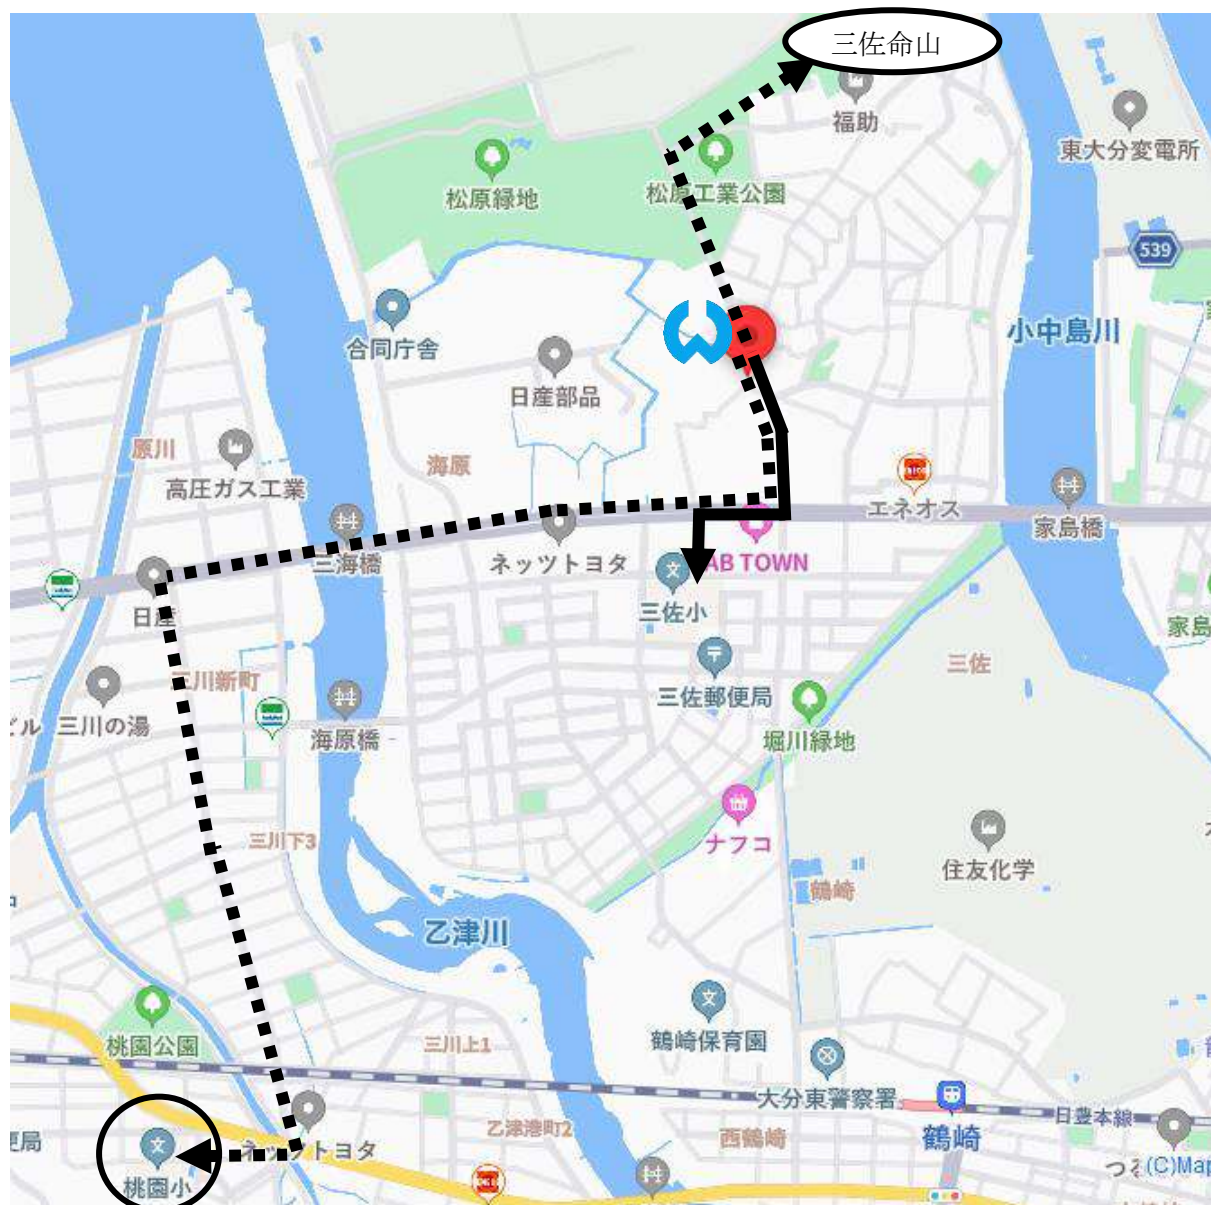 三佐命山
福助
東大分変電所
松原緑地
松原工業公園
539
小中島川
合同庁舎
日産部品
原川
海原
高圧ガス工業
エネオス
三海橋
ネッツトヨタ
家島橋
AB TOWN
日産
三佐小
家島
三川新町
三佐
三佐郵便局
三川の湯
海原橋
堀川緑地
三川下3
ナフコ
住友化学
鶴崎
乙津川
鶴崎保育園
桃園公園
三川上1
大分東警察署
日豊本線
乙津港町2
西鶴崎
鶴崎
ネッツトヨタ
桃園小
(C)Map